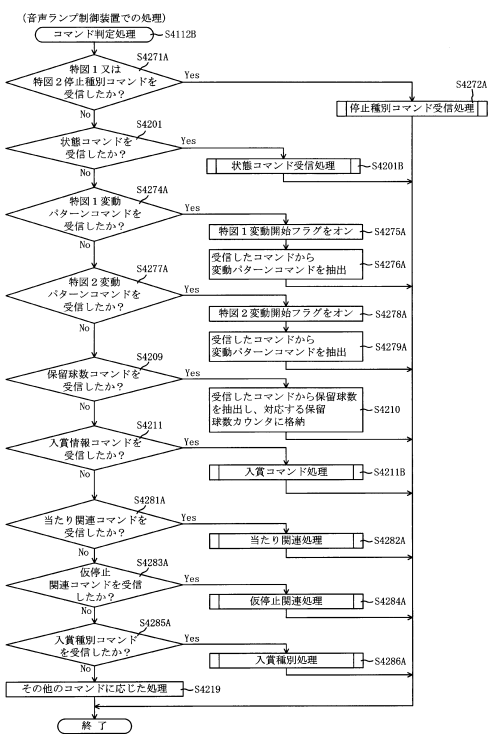 (音声ランプ制御装置での処理)
コマンド判定処理
S4112B
S4271A
特図1又は
特図2停止種別コマンドを
受信したか?
Yes
No
S4272A
停止種別コマンド受信処理
S4201
状態コマンドを
受信したか?
Yes
No
状態コマンド受信処理
S4201B
S4274A
特図1変動
パターンコマンドを
受信したか?
Yes
No
特図1変動開始フラグをオン
S4275A
受信したコマンドから
変動パターンコマンドを抽出
S4276A
S4277A
特図2変動
パターンコマンドを
受信したか?
Yes
No
特図2変動開始フラグをオン
S4278A
受信したコマンドから
変動パターンコマンドを抽出
S4279A
S4209
保留球数コマンドを
受信したか?
Yes
No
受信したコマンドから保留球数
を抽出し、対応する保留
球数カウンタに格納
S4210
S4211
入賞情報コマンドを
受信したか?
Yes
No
入賞コマンド処理
S4211B
S4281A
当たり関連コマンドを
受信したか?
Yes
No
当たり関連処理
S4282A
S4283A
仮停止
関連コマンドを受信
したか?
Yes
No
仮停止関連処理
S4284A
S4285A
入賞種別コマンド
を受信したか?
Yes
No
入賞種別処理
S4286A
その他のコマンドに応じた処理
S4219
終了